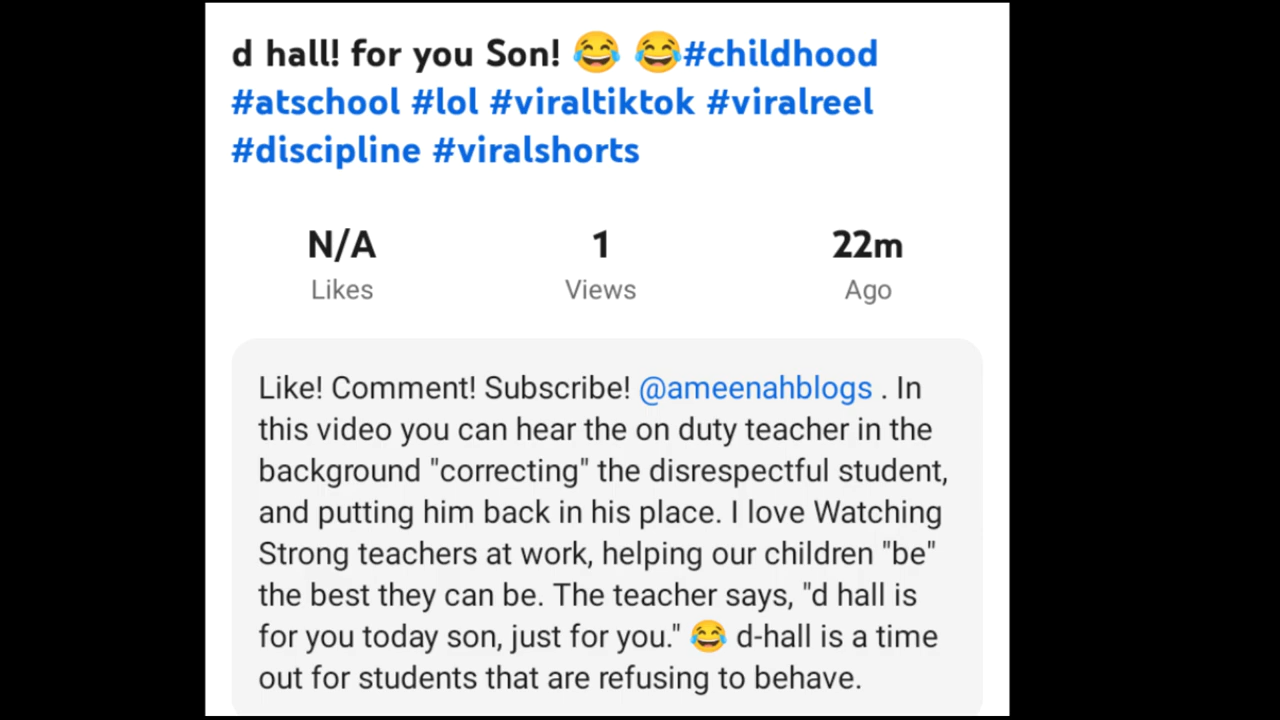 d hall! for you Son! 😂 😂#childhood
#atschool #lol #viraltiktok #viralreel
#discipline #viralshorts
N/A 1 22m
Likes Views Ago
Like! Comment! Subscribe! @ameenahblogs . In
this video you can hear the on duty teacher in the
background "correcting" the disrespectful student,
and putting him back in his place. I love Watching
Strong teachers at work, helping our children "be"
the best they can be. The teacher says, "d hall is
for you today son, just for you." 😂 d-hall is a time
out for students that are refusing to behave.